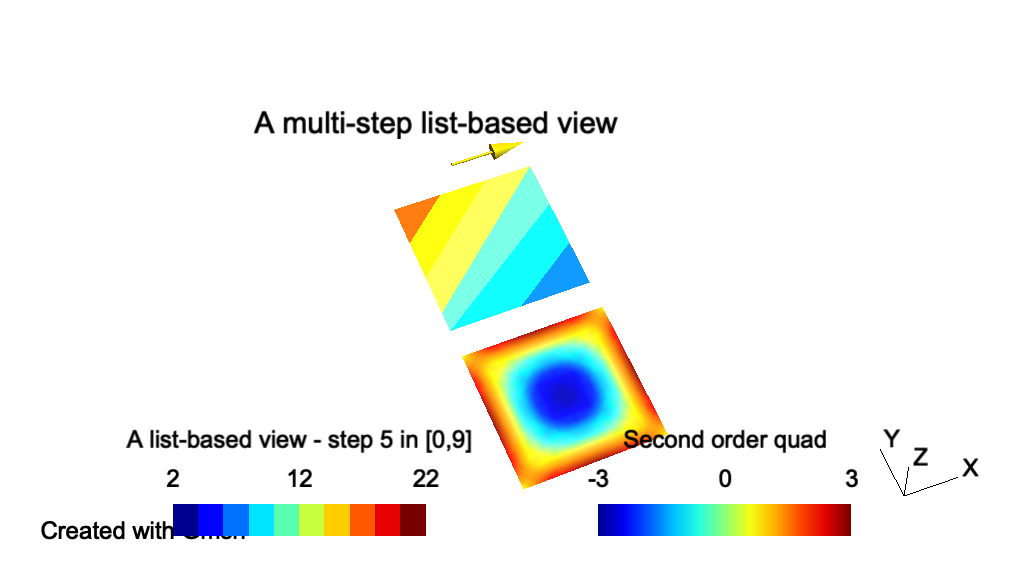 A multi-step list-based view
A list-based view - step 5 in [0,9]
2 12 22
Second order quad
-3 0 3
Y
Z
X
Created with